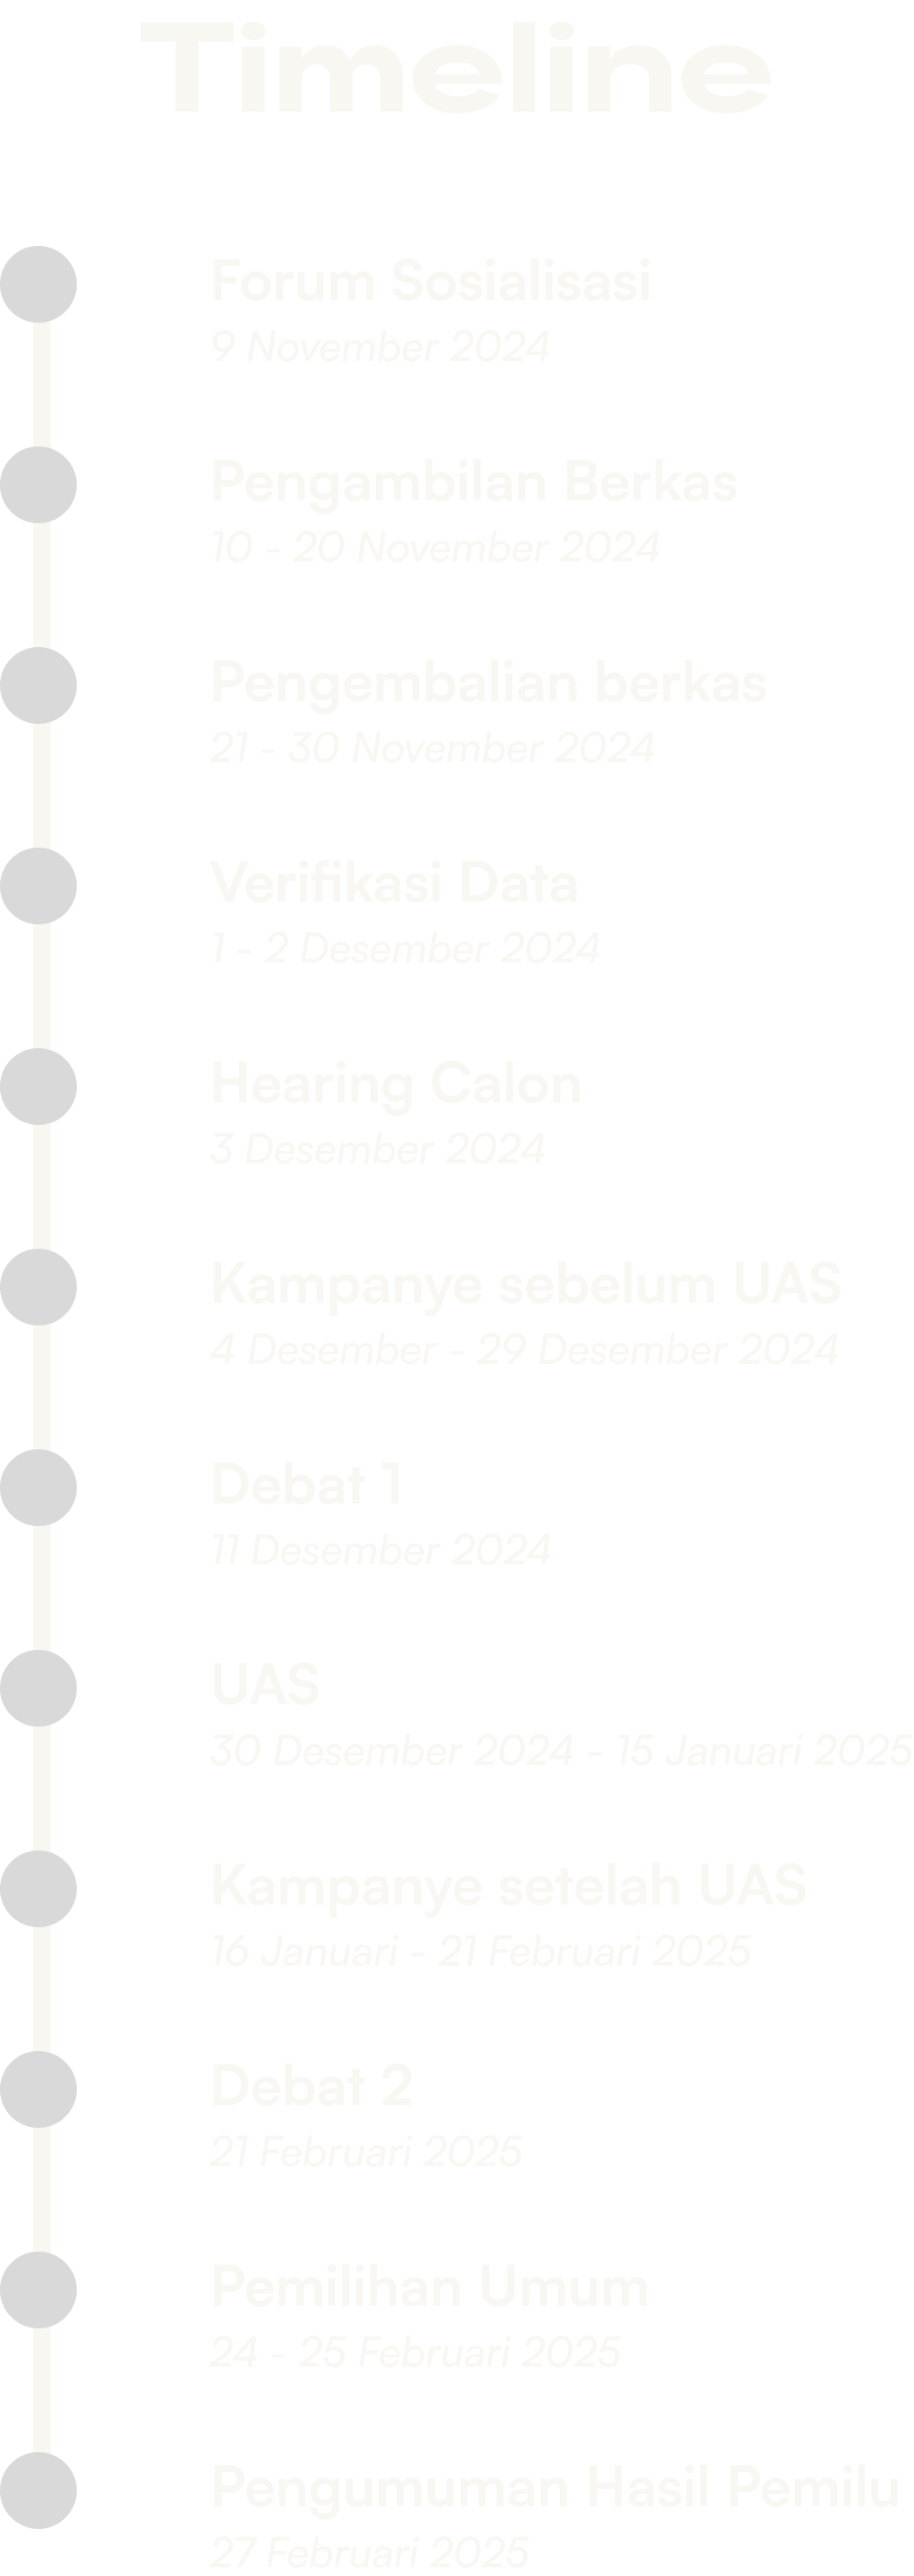 Timeline
Forum Sosialisasi
9 November 2024
Pengambilan Berkas
10 - 20 November 2024
Pengembalian berkas
21 - 30 November 2024
Verifikasi Data
1 - 2 Desember 2024
Hearing Calon
3 Desember 2024
Kampanye sebelum UAS
4 Desember - 29 Desember 2024
Debat 1
11 Desember 2024
UAS
30 Desember 2024 - 15 Januari 2025
Kampanye setelah UAS
16 Januari - 21 Februari 2025
Debat 2
21 Februari 2025
Pemilihan Umum
24 - 25 Februari 2025
Pengumuman Hasil Pemilu
27 Februari 2025